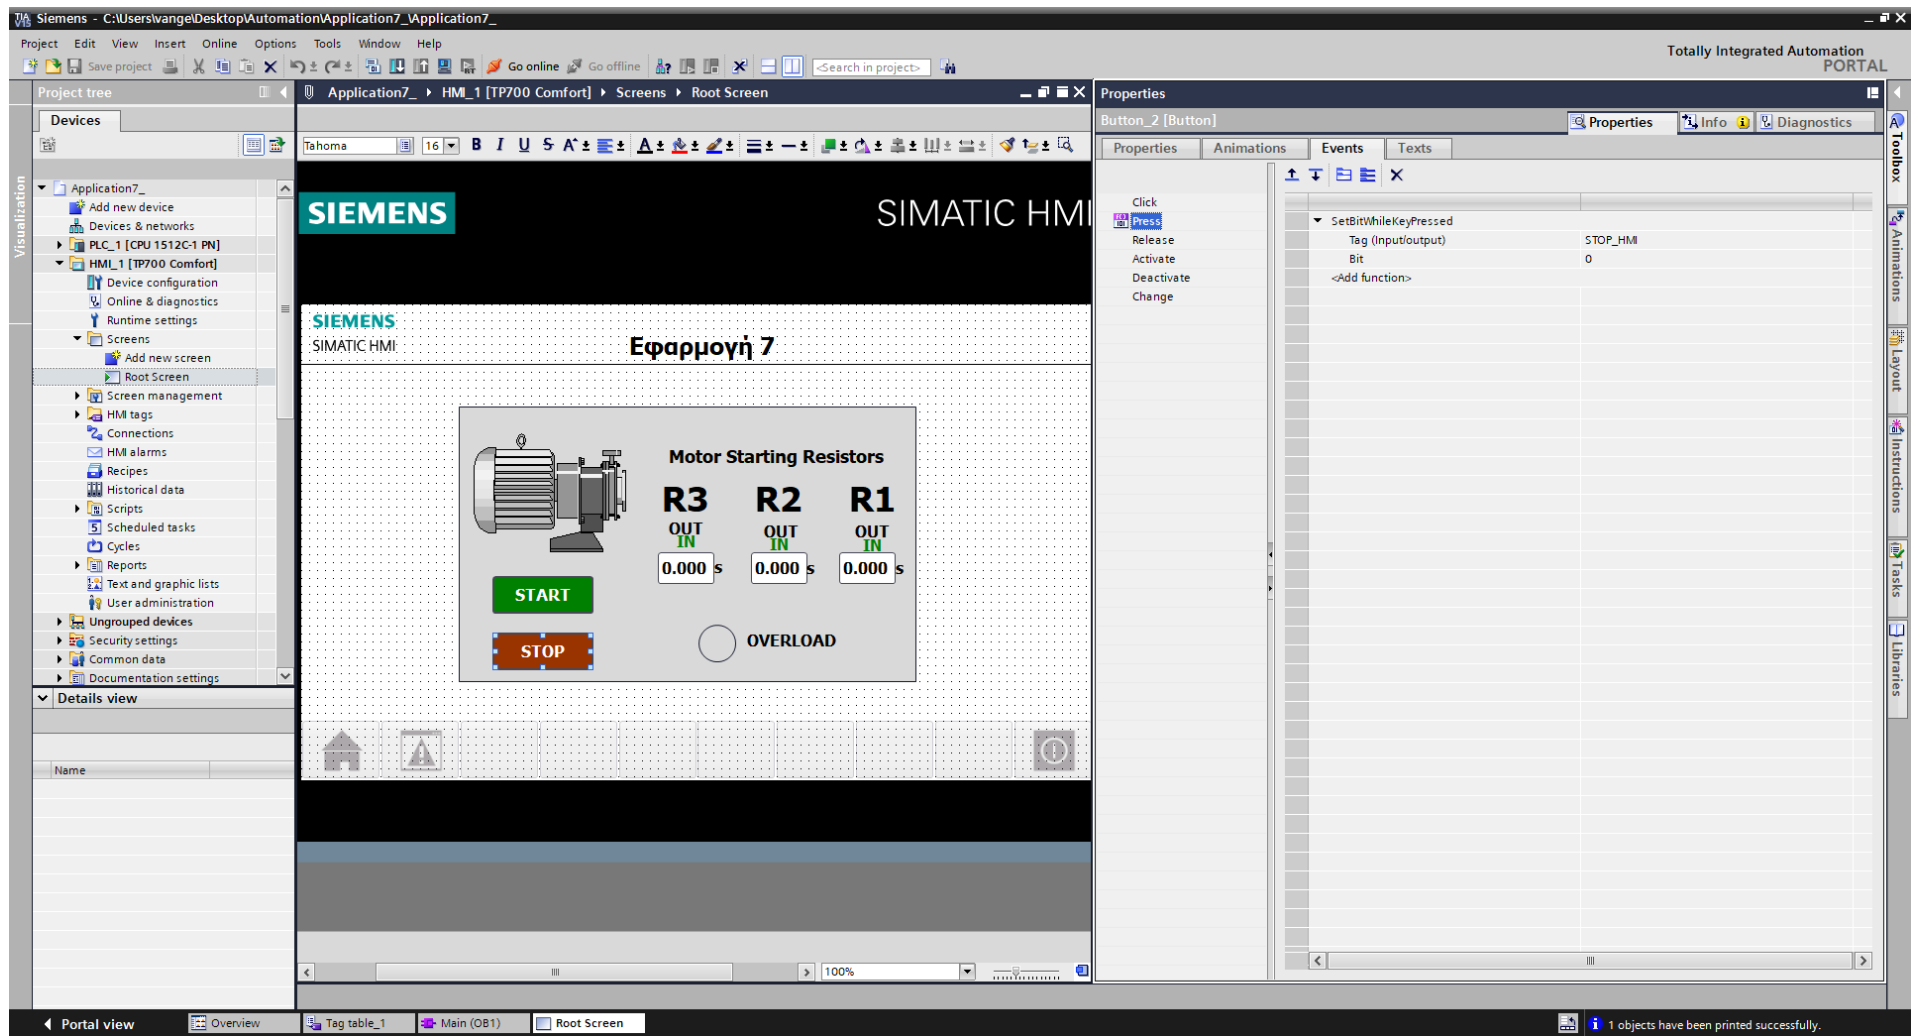 Siemens - C:\Users\vange\Desktop\Automation\Application7_\Application7_
Project Edit View Insert Online Options Tools Window Help
Totally Integrated Automation
PORTAL
Save project Go online Go offline <Search in project>
Project tree
Application7_ HMI_1 [TP700 Comfort] Screens Root Screen
Properties
Devices
Button_2 [Button]
Properties Info Diagnostics
Tahoma 16 B I U S A A
Properties Animations Events Texts
Visualization
Application7_
Add new device
Devices & networks
PLC_1 [CPU 1512C-1 PN]
HMI_1 [TP700 Comfort]
Device configuration
Online & diagnostics
Runtime settings
Screens
Add new screen
Root Screen
Screen management
HMI tags
Connections
HMI alarms
Recipes
Historical data
Scripts
Scheduled tasks
Cycles
Reports
Text and graphic lists
User administration
Ungrouped devices
Security settings
Common data
Documentation settings
Details view
Name
SIEMENS
SIMATIC HMI
SIEMENS
SIMATIC HMI
Εφαρμογή 7
Motor Starting Resistors
R3 R2 R1
OUT OUT OUT
IN IN IN
0.000 s 0.000 s 0.000 s
START
STOP
OVERLOAD
100%
Click
Press
Release
Activate
Deactivate
Change
SetBitWhileKeyPressed
Tag (Input/output) STOP_HMI
Bit 0
<Add function>
Toolbox
Animations
Layout
Instructions
Tasks
Libraries
Portal view Overview Tag table_1 Main (OB1) Root Screen
1 objects have been printed successfully.